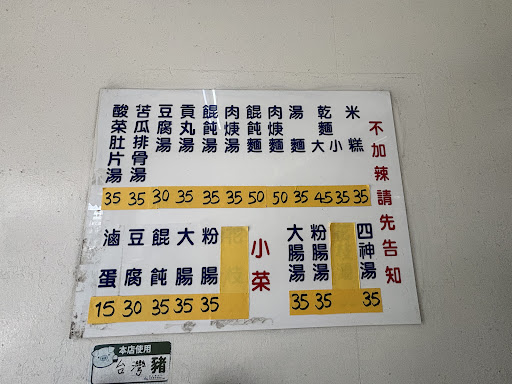 不加辣請先告知
米糕 35
乾麵 大 45 小 35
湯麵 35
肉焿麵 50
餛飩麵 50
肉焿湯 35
餛飩湯 35
貢丸湯 35
豆腐湯 30
苦瓜排骨湯 35
酸菜肚片湯 35
四神湯 35
粉腸湯 35
大腸湯 35
小菜
粉腸 35
大腸 35
餛飩 35
豆腐 30
滷蛋 15
本店使用
台灣豬